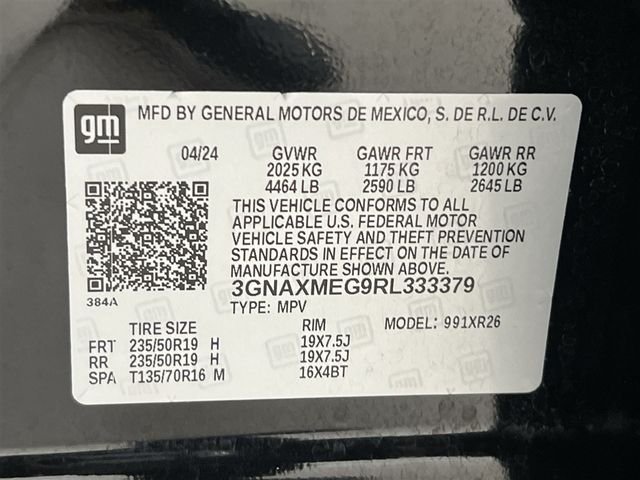 gm MFD BY GENERAL MOTORS DE MEXICO, S. DE R.L. DE C.V.
04/24 GVWR GAWR FRT GAWR RR
2025 KG 1175 KG 1200 KG
4464 LB 2590 LB 2645 LB
THIS VEHICLE CONFORMS TO ALL
APPLICABLE U.S. FEDERAL MOTOR
VEHICLE SAFETY AND THEFT PREVENTION
STANDARDS IN EFFECT ON THE DATE OF
MANUFACTURE SHOWN ABOVE.
384A 3GNAXMEG9RL333379
TYPE: MPV
TIRE SIZE RIM MODEL: 991XR26
FRT 235/50R19 H 19X7.5J
RR 235/50R19 H 19X7.5J
SPA T135/70R16 M 16X4BT